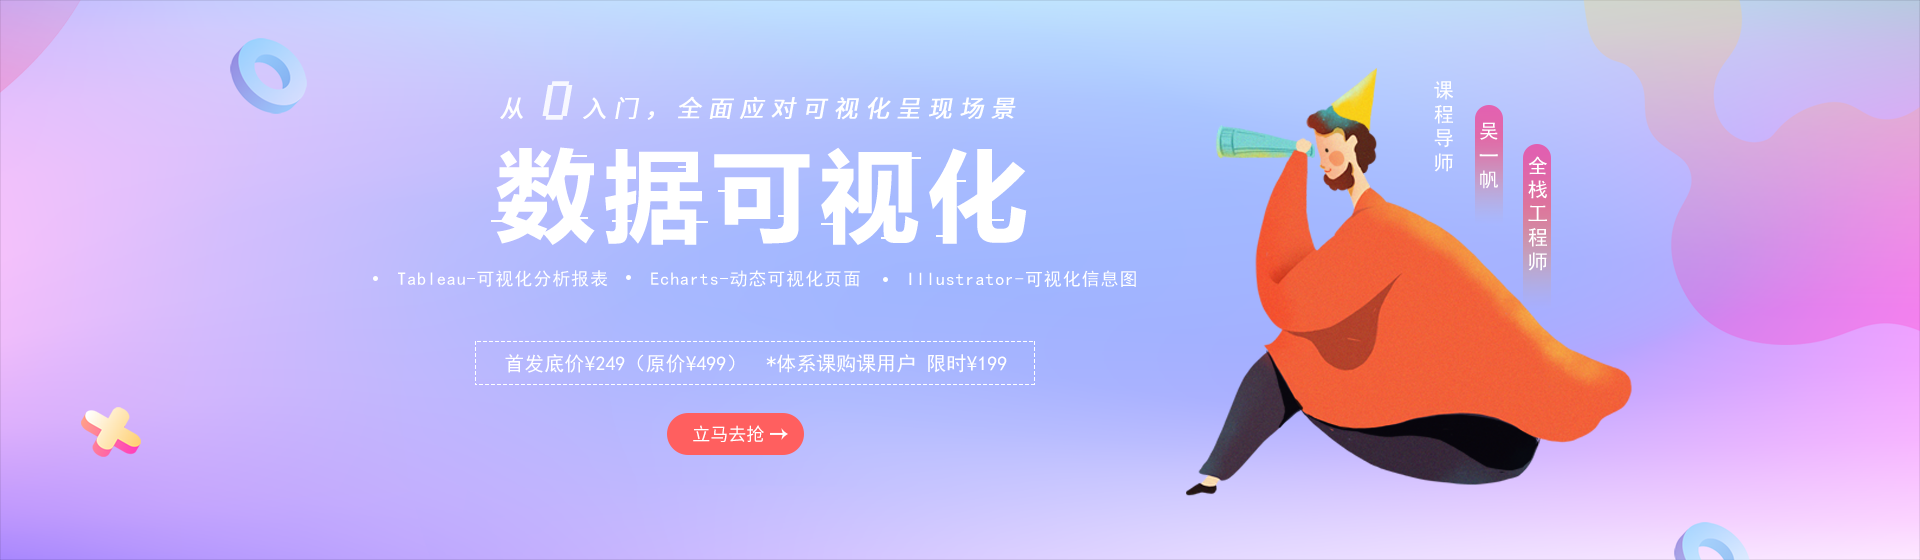 从0入门，全面应对可视化呈现场景
数据可视化
• Tableau-可视化分析报表 • Echarts-动态可视化页面 • Illustrator-可视化信息图
首发底价¥249（原价¥499） *体系课购课用户 限时¥199
立马去抢→
课程导师
吴一帆
全栈工程师